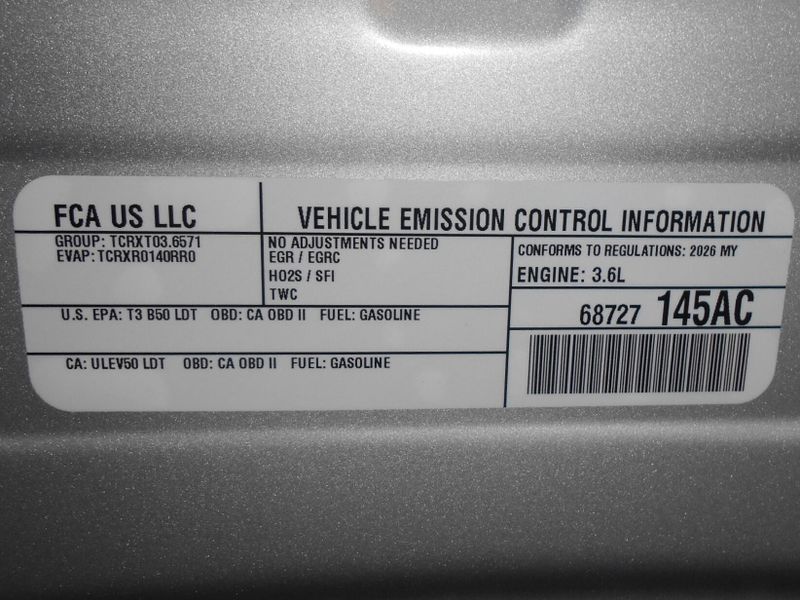 FCA US LLC
VEHICLE EMISSION CONTROL INFORMATION
GROUP: TCRXT03.6571
EVAP: TCRXR0140RR0
NO ADJUSTMENTS NEEDED
EGR / EGRC
HO2S / SFI
TWC
CONFORMS TO REGULATIONS: 2026 MY
ENGINE: 3.6L
U.S. EPA: T3 B50 LDT OBD: CA OBD II FUEL: GASOLINE
68727 145AC
CA: ULEV50 LDT OBD: CA OBD II FUEL: GASOLINE